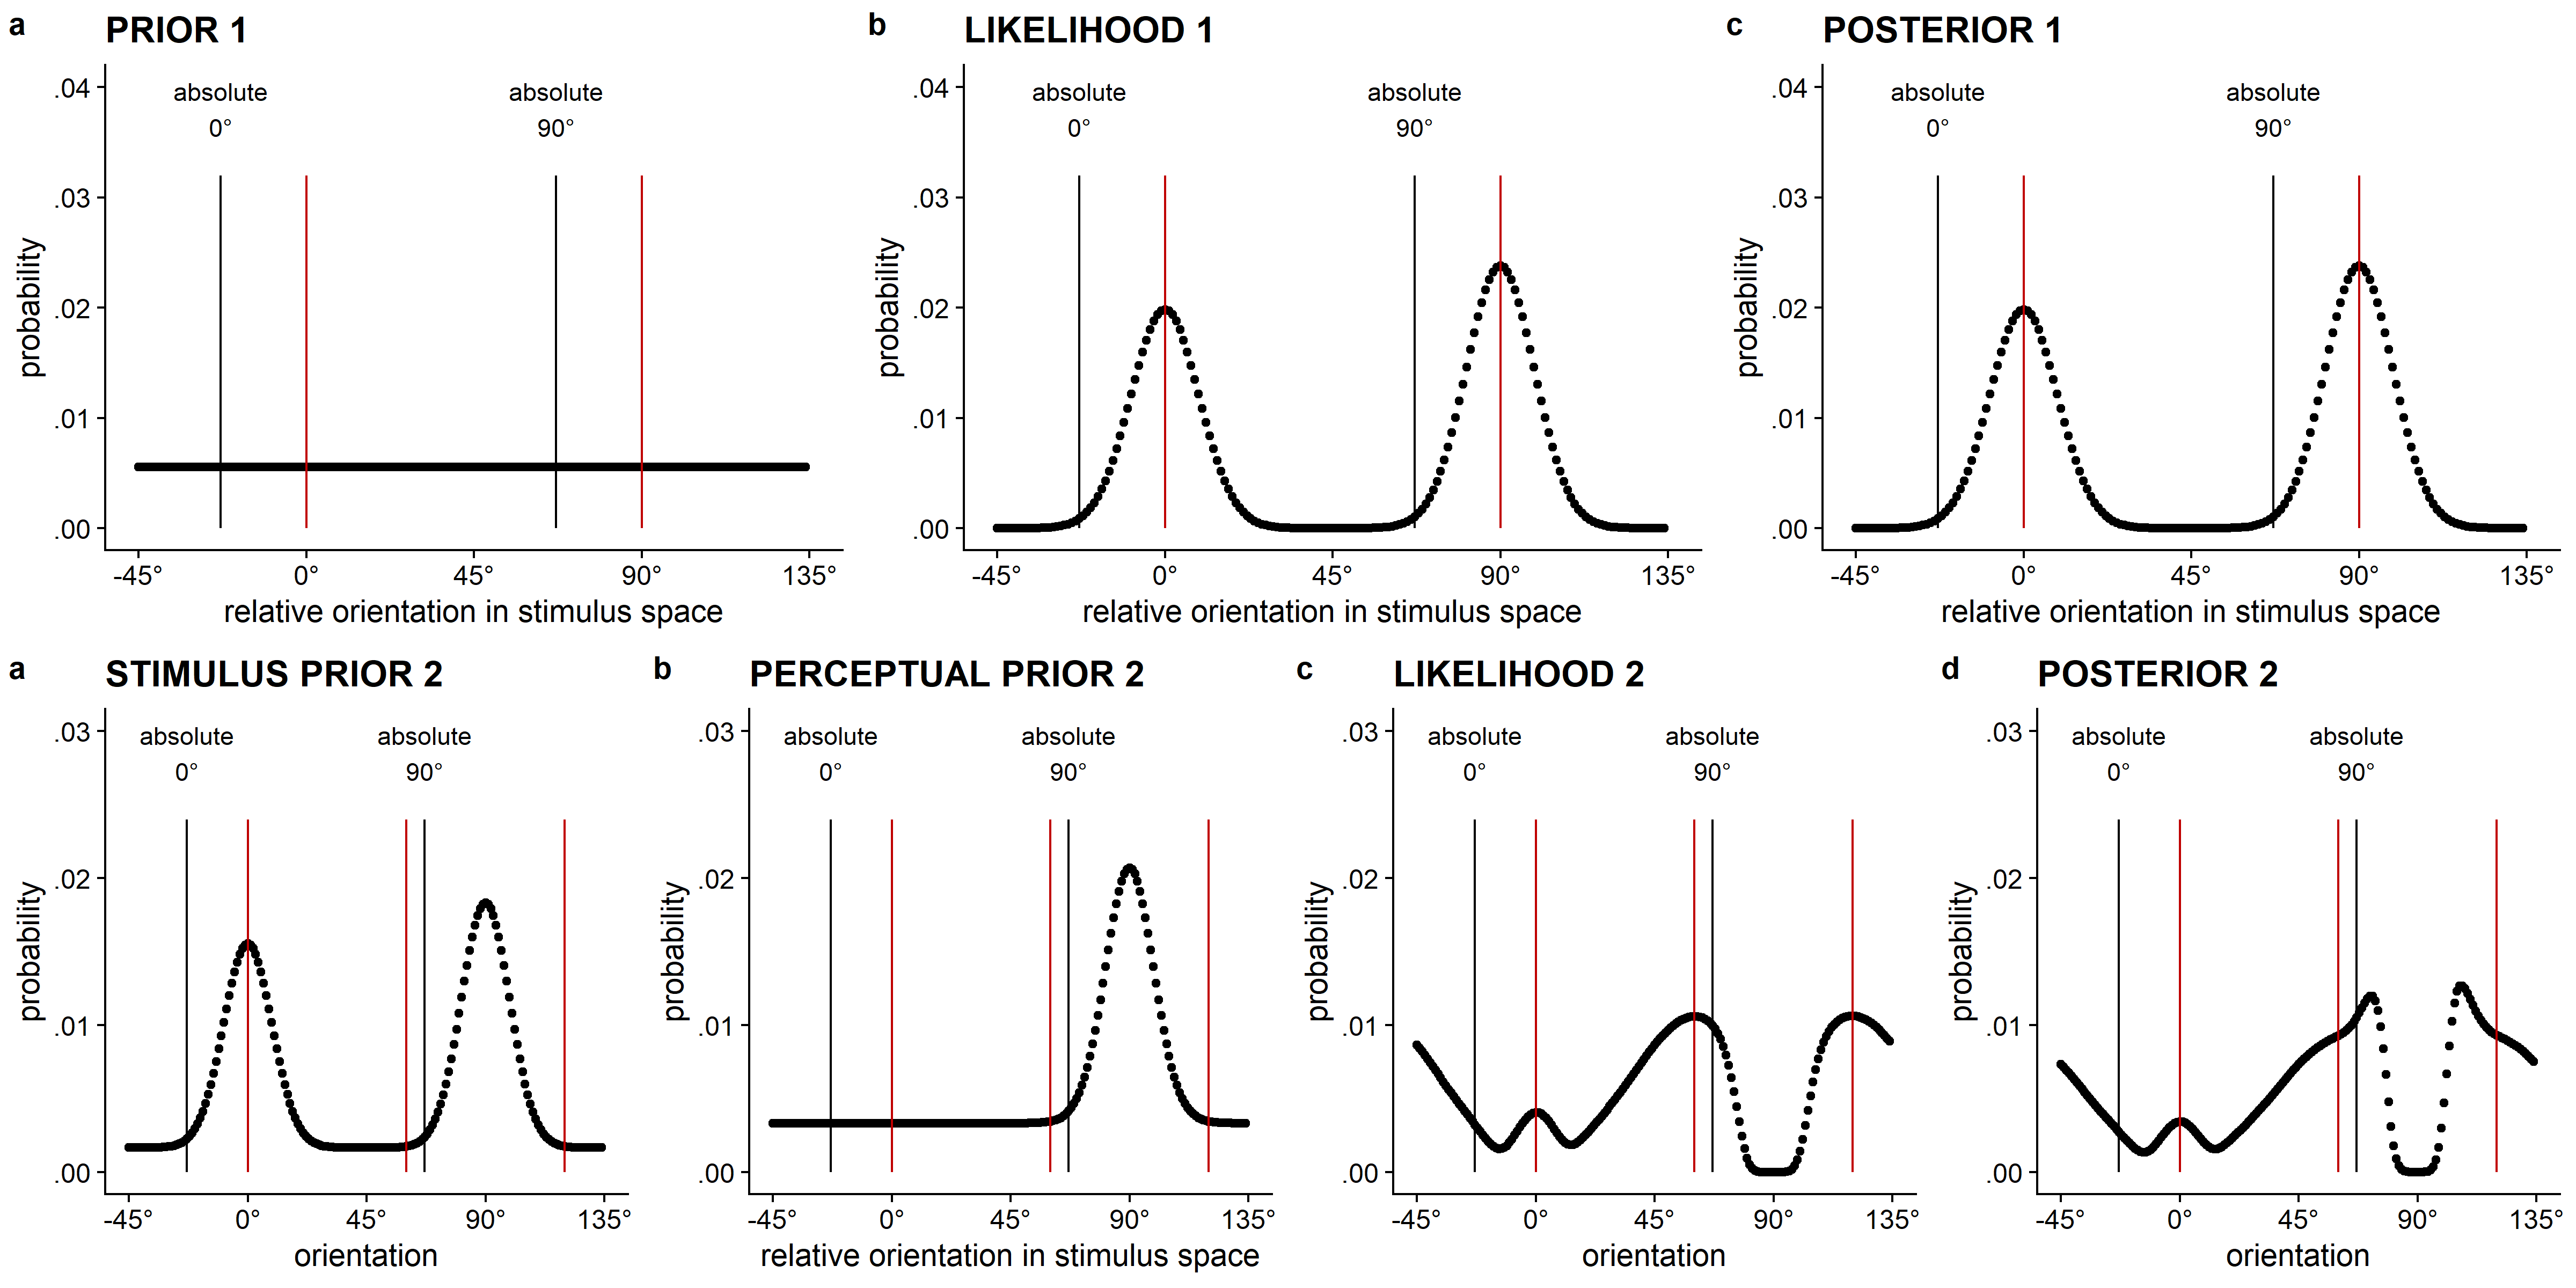 a PRIOR 1
.04
.03
.02
.01
.00
absolute 0°
absolute 90°
probability
-45° 0° 45° 90° 135°
relative orientation in stimulus space
b LIKELIHOOD 1
.04
.03
.02
.01
.00
absolute 0°
absolute 90°
probability
-45° 0° 45° 90° 135°
relative orientation in stimulus space
c POSTERIOR 1
.04
.03
.02
.01
.00
absolute 0°
absolute 90°
probability
-45° 0° 45° 90° 135°
relative orientation in stimulus space
a STIMULUS PRIOR 2
.03
.02
.01
.00
absolute 0°
absolute 90°
probability
-45° 0° 45° 90° 135°
orientation
b PERCEPTUAL PRIOR 2
.03
.02
.01
.00
absolute 0°
absolute 90°
probability
-45° 0° 45° 90° 135°
relative orientation in stimulus space
c LIKELIHOOD 2
.03
.02
.01
.00
absolute 0°
absolute 90°
probability
-45° 0° 45° 90° 135°
orientation
d POSTERIOR 2
.03
.02
.01
.00
absolute 0°
absolute 90°
probability
-45° 0° 45° 90° 135°
orientation